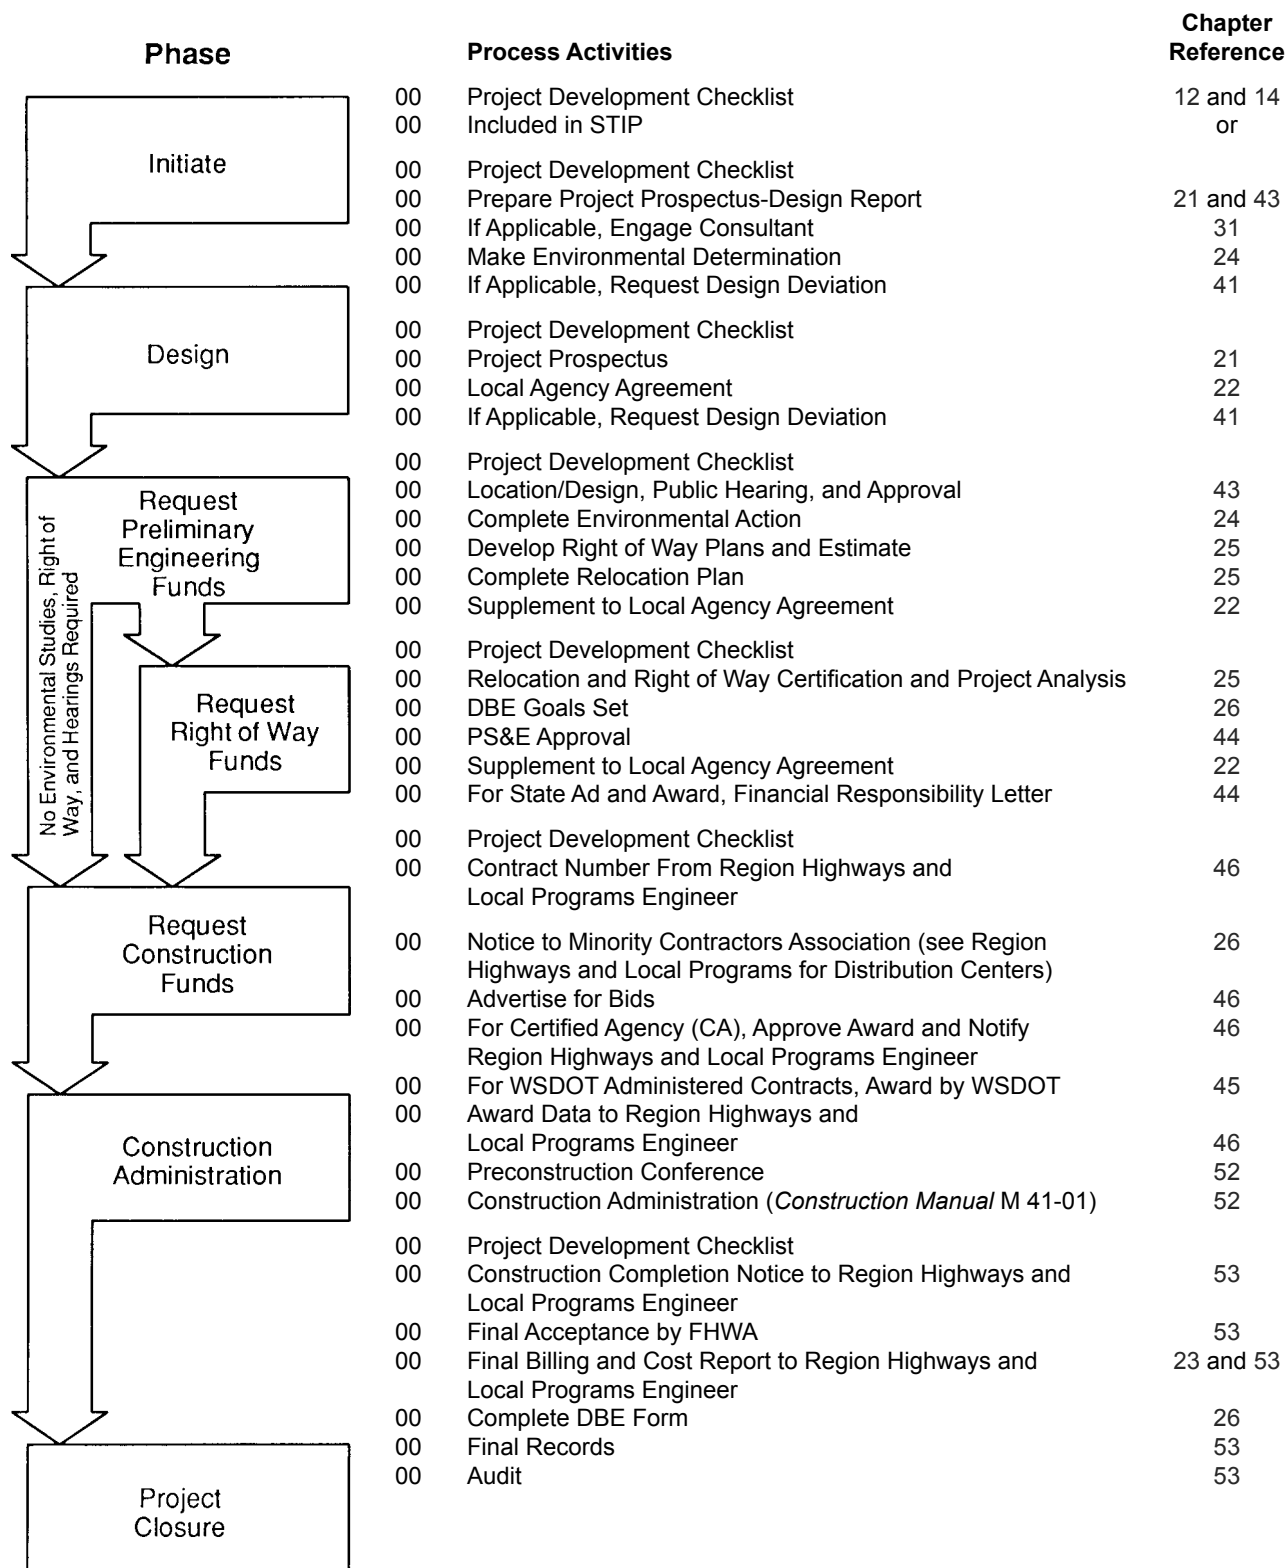 Phase
Process Activities
Chapter
Reference
00 Project Development Checklist 12 and 14
00 Included in STIP or
Initiate
00 Project Development Checklist
00 Prepare Project Prospectus-Design Report 21 and 43
00 If Applicable, Engage Consultant 31
00 Make Environmental Determination 24
00 If Applicable, Request Design Deviation 41
Design
00 Project Development Checklist
00 Project Prospectus 21
00 Local Agency Agreement 22
00 If Applicable, Request Design Deviation 41
Request
Preliminary
Engineering
Funds
No Environmental Studies, Right of
Way, and Hearings Required
00 Project Development Checklist
00 Location/Design, Public Hearing, and Approval 43
00 Complete Environmental Action 24
00 Develop Right of Way Plans and Estimate 25
00 Complete Relocation Plan 25
00 Supplement to Local Agency Agreement 22
Request
Right of Way
Funds
00 Project Development Checklist
00 Relocation and Right of Way Certification and Project Analysis 25
00 DBE Goals Set 26
00 PS&E Approval 44
00 Supplement to Local Agency Agreement 22
00 For State Ad and Award, Financial Responsibility Letter 44
Request
Construction
Funds
00 Project Development Checklist
00 Contract Number From Region Highways and 46
Local Programs Engineer
00 Notice to Minority Contractors Association (see Region 26
Highways and Local Programs for Distribution Centers)
00 Advertise for Bids 46
00 For Certified Agency (CA), Approve Award and Notify 46
Region Highways and Local Programs Engineer
00 For WSDOT Administered Contracts, Award by WSDOT 45
00 Award Data to Region Highways and
Local Programs Engineer 46
00 Preconstruction Conference 52
00 Construction Administration (Construction Manual M 41-01) 52
Construction
Administration
00 Project Development Checklist
00 Construction Completion Notice to Region Highways and 53
Local Programs Engineer
00 Final Acceptance by FHWA 53
00 Final Billing and Cost Report to Region Highways and 23 and 53
Local Programs Engineer
00 Complete DBE Form 26
00 Final Records 53
00 Audit 53
Project
Closure